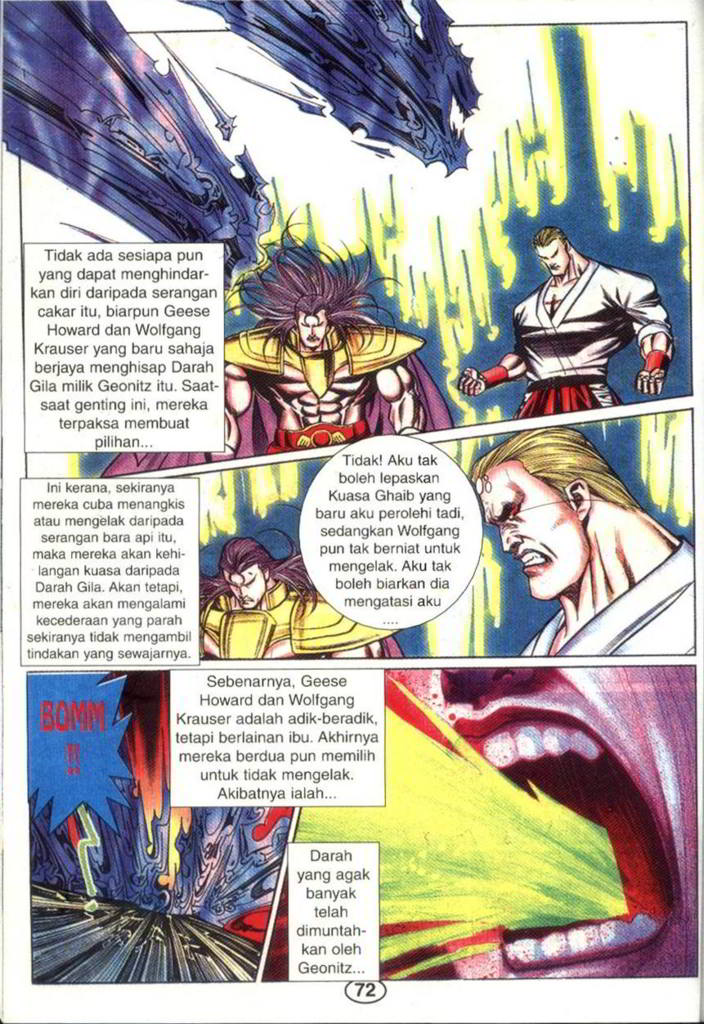 Tidak ada sesiapa pun
yang dapat menghindar-
kan diri daripada serangan
cakar itu, biarpun Geese
Howard dan Wolfgang
Krauser yang baru sahaja
berjaya menghisap Darah
Gila milik Geonitz itu. Saat-
saat genting ini, mereka
terpaksa membuat
pilihan...
Ini kerana, sekiranya
mereka cuba menangkis
atau mengelak daripada
serangan bara api itu,
maka mereka akan kehi-
langan kuasa daripada
Darah Gila. Akan tetapi,
mereka akan mengalami
kecederaan yang parah
sekiranya tidak mengambil
tindakan yang sewajarnya.
Tidak! Aku tak
boleh lepaskan
Kuasa Ghaib yang
baru aku perolehi tadi,
sedangkan Wolfgang
pun tak berniat untuk
mengelak. Aku tak
boleh biarkan dia
mengatasi aku
....
BOMM
!!
Sebenarnya, Geese
Howard dan Wolfgang
Krauser adalah adik-beradik,
tetapi berlainan ibu. Akhirnya
mereka berdua pun memilih
untuk tidak mengelak.
Akibatnya ialah...
Darah
yang agak
banyak
telah
dimuntah-
kan oleh
Geonitz...
72